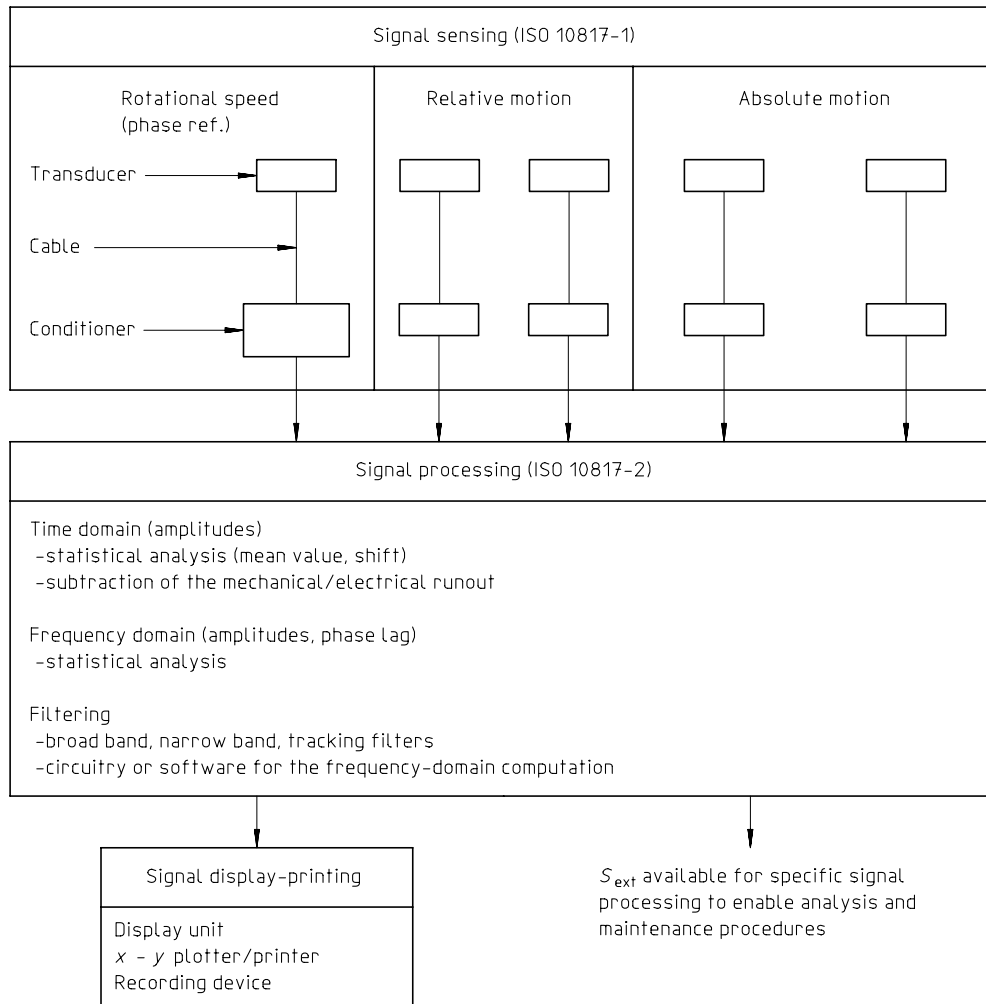 Signal sensing (ISO 10817-1)
Rotational speed
(phase ref.)
Relative motion
Absolute motion
Transducer
Cable
Conditioner
Signal processing (ISO 10817-2)
Time domain (amplitudes)
-statistical analysis (mean value, shift)
-subtraction of the mechanical/electrical runout
Frequency domain (amplitudes, phase lag)
-statistical analysis
Filtering
-broad band, narrow band, tracking filters
-circuitry or software for the frequency-domain computation
Signal display-printing
Display unit
x - y plotter/printer
Recording device
Sext available for specific signal
processing to enable analysis and
maintenance procedures